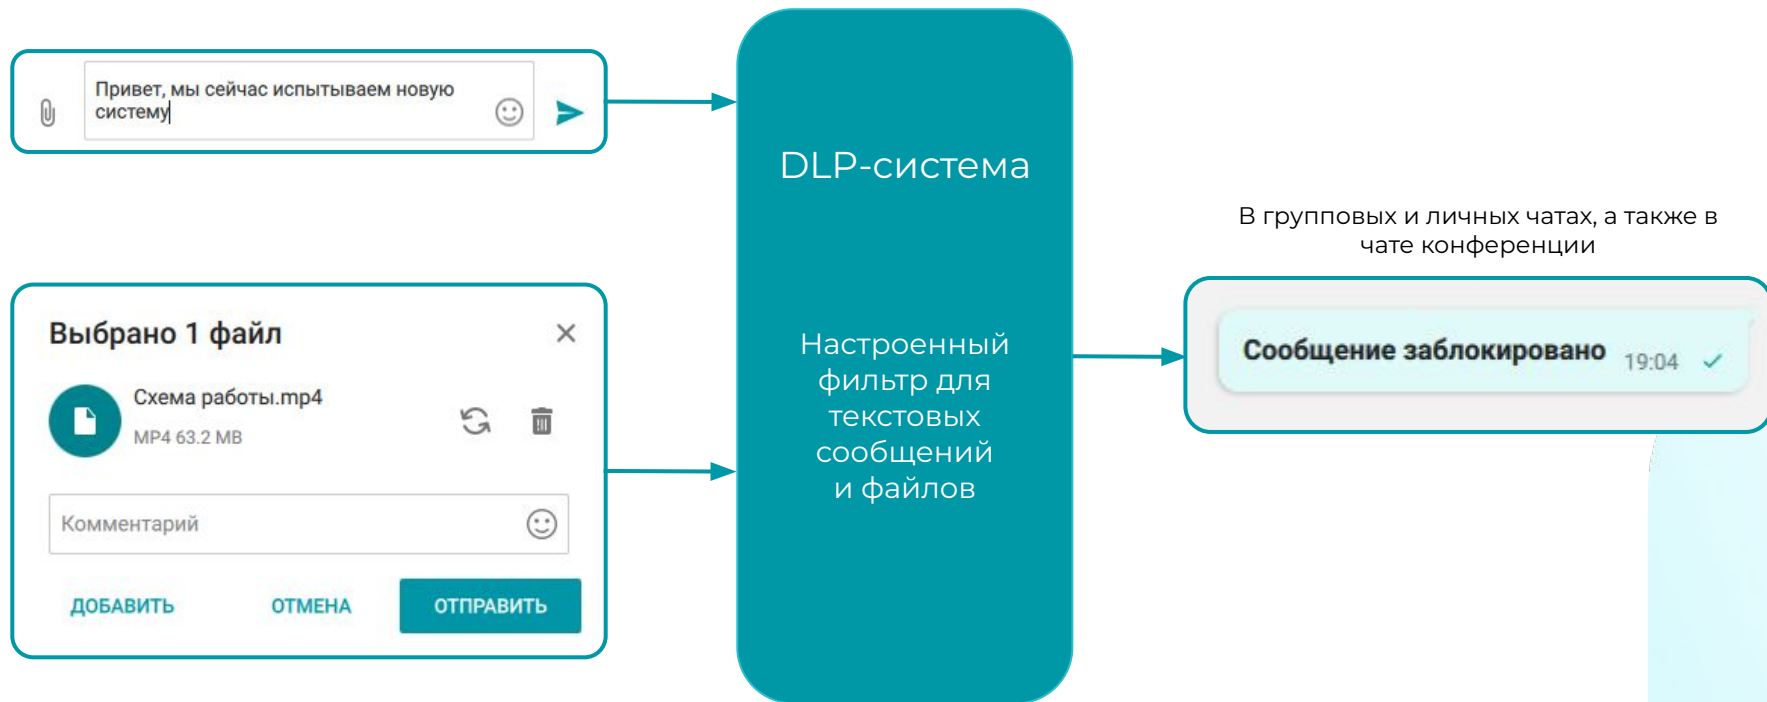 Привет, мы сейчас испытываем новую
систему
Выбрано 1 файл
Схема работы.mp4
MP4 63.2 MB
Комментарий
ДОБАВИТЬ
ОТМЕНА
ОТПРАВИТЬ
DLP-система
Настроенный
фильтр для
текстовых
сообщений
и файлов
В групповых и личных чатах, а также в
чате конференции
Сообщение заблокировано 19:04